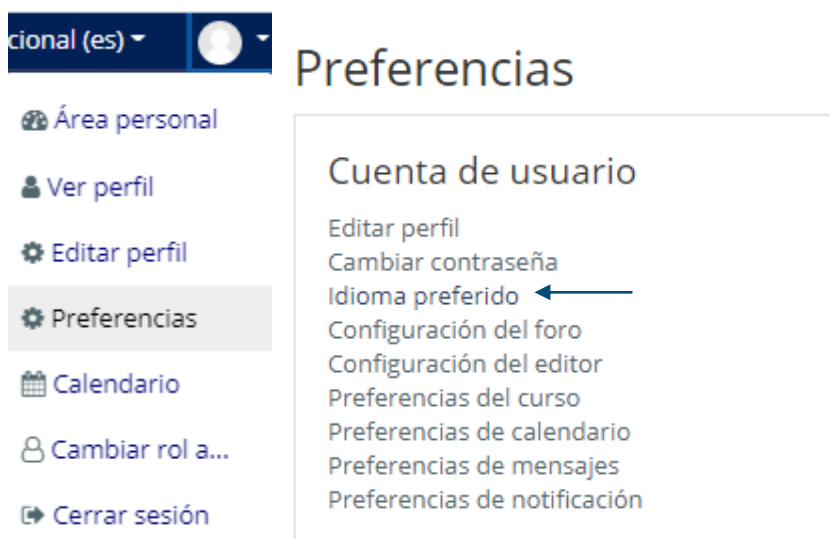 cional (es)
Área personal
Ver perfil
Editar perfil
Preferencias
Calendario
Cambiar rol a...
Cerrar sesión
Preferencias
Cuenta de usuario
Editar perfil
Cambiar contraseña
Idioma preferido
Configuración del foro
Configuración del editor
Preferencias del curso
Preferencias de calendario
Preferencias de mensajes
Preferencias de notificación